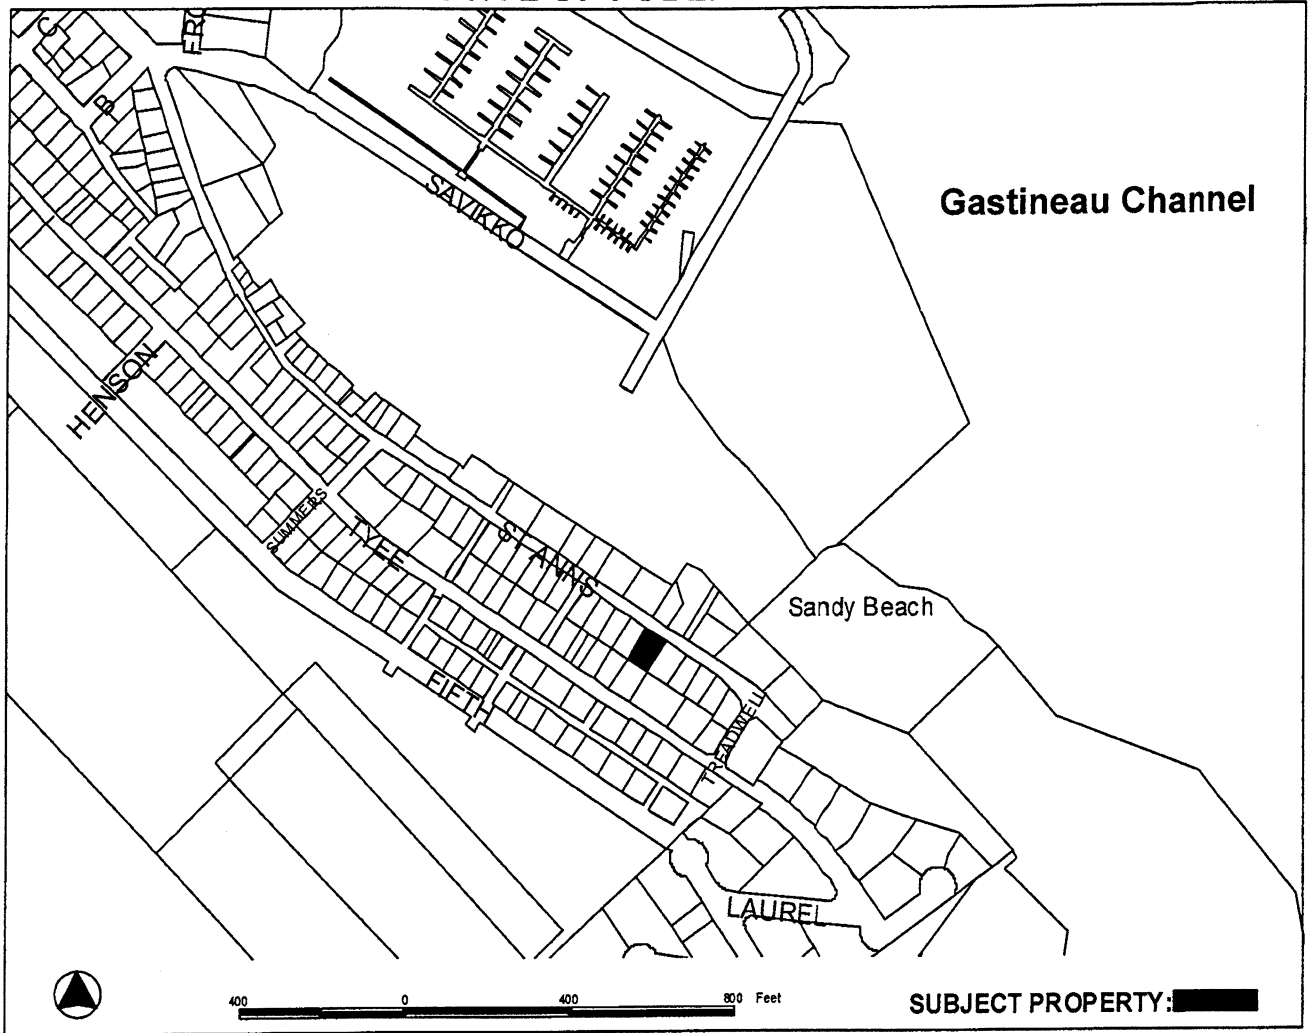 C
B
SAVIKKO
Gastineau Channel
HENSON
SUMMERS
TYEE
ST ANNS
Sandy Beach
FIFTH
TREADWELL
LAUREL
400 0 400 800 Feet
SUBJECT PROPERTY: